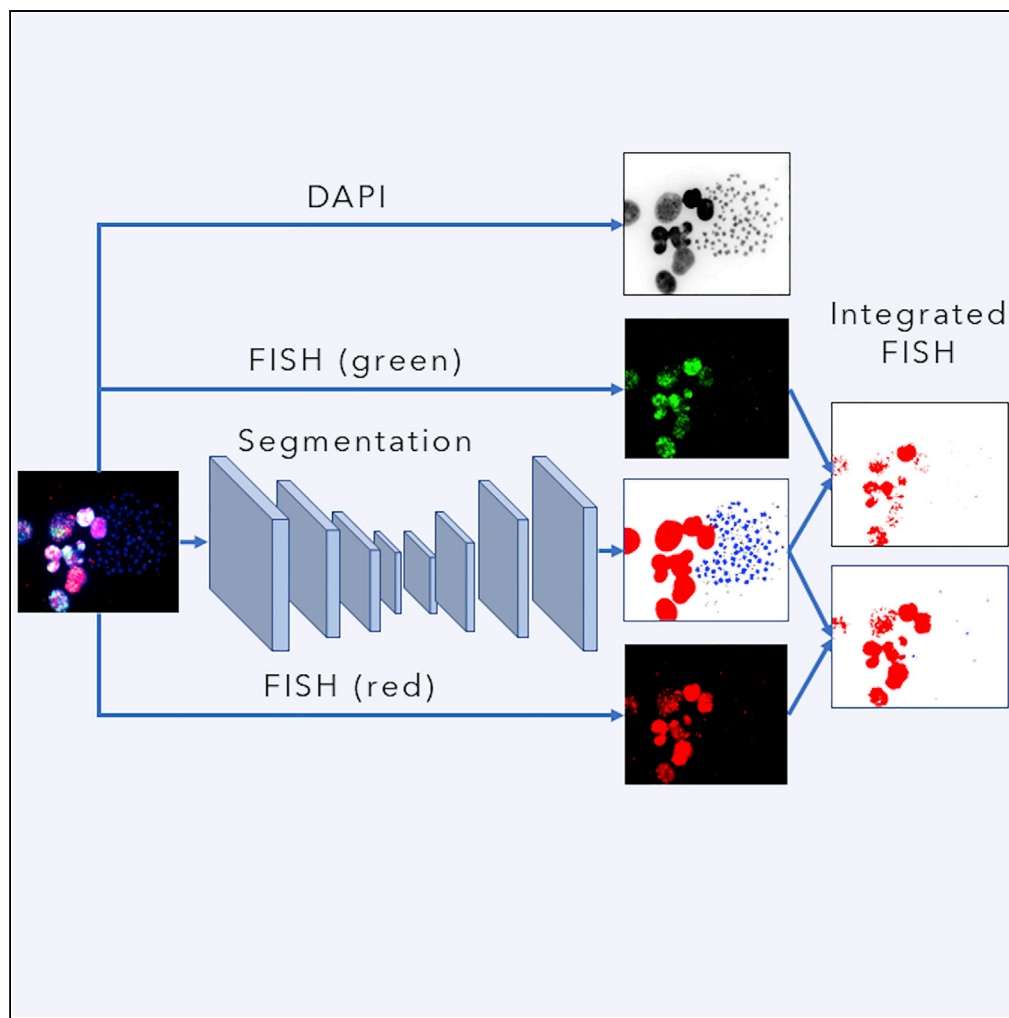 DAPI
FISH (green)
Integrated
FISH
Segmentation
FISH (red)